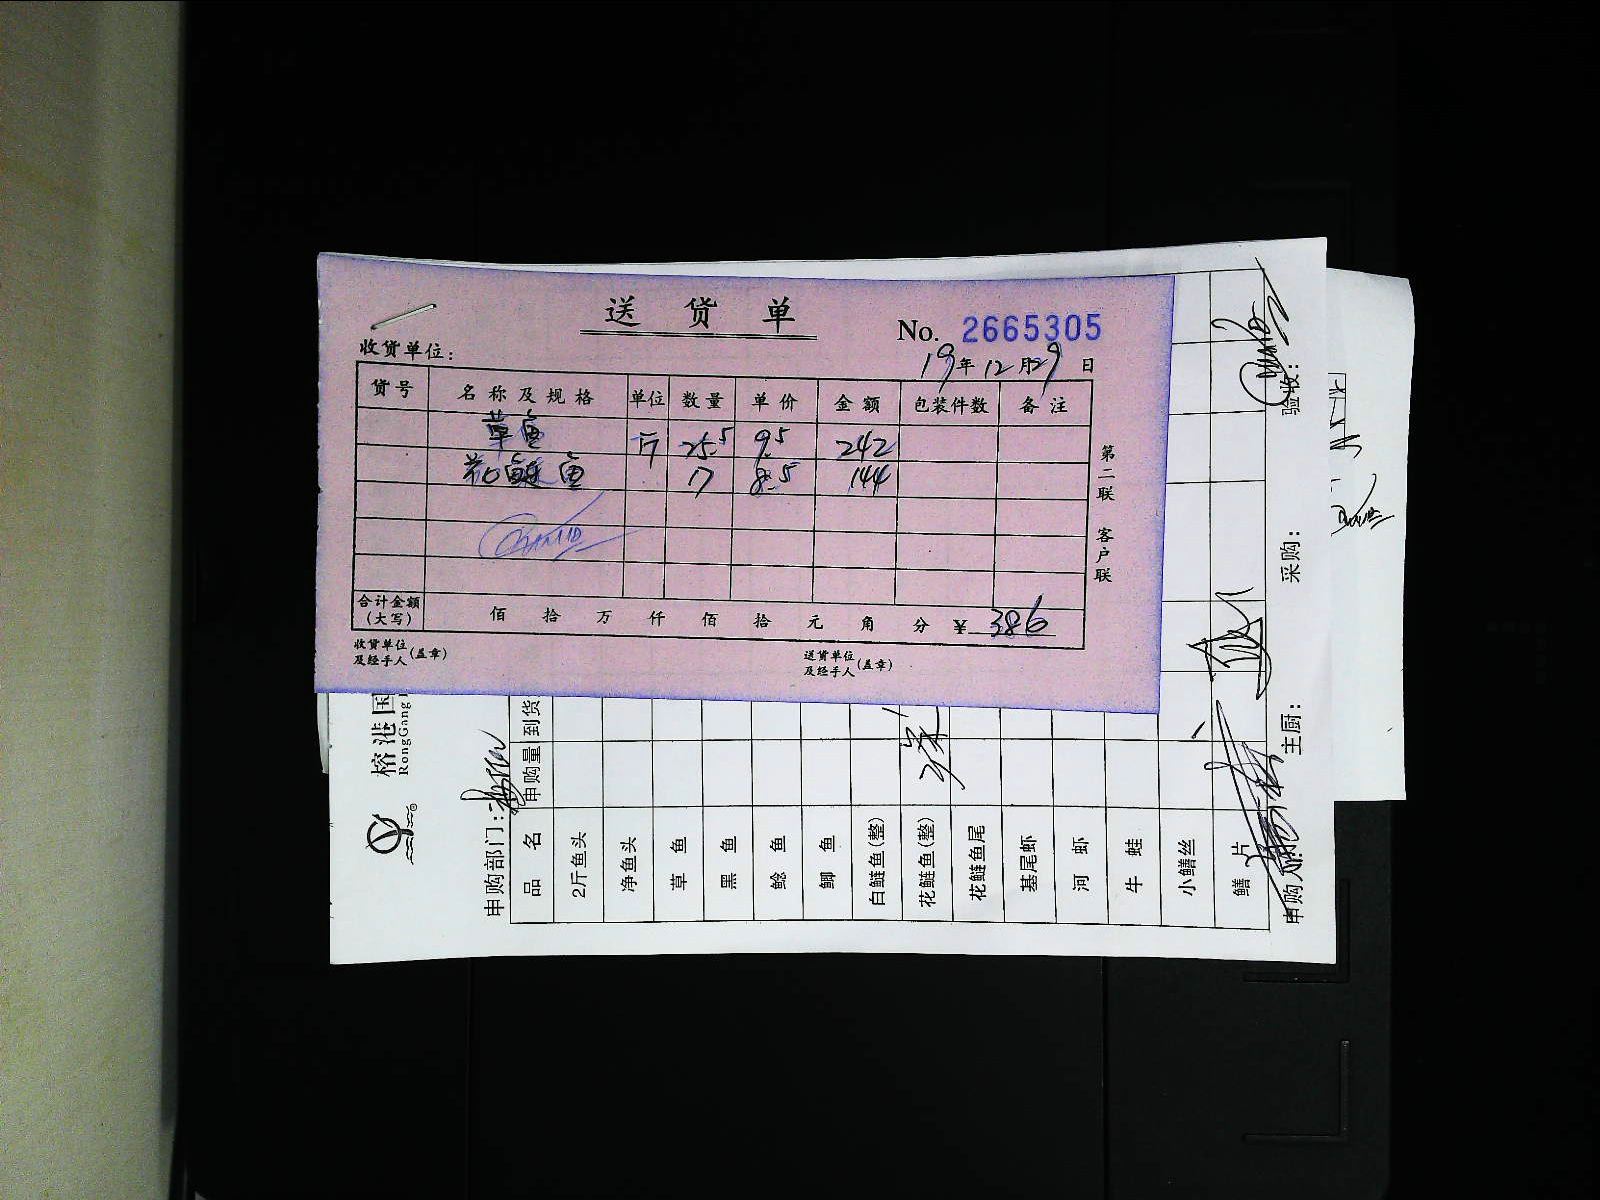 送货单
No. 2665305
收货单位：
19年12月29日
货号 名称及规格 单位 数量 单价 金额 包装件数 备注
草鱼 斤 25.5 9.5 242
花鲢鱼 17 8.5 144
合计金额（大写） 佰 拾 万 仟 佰 拾 元 角 分 ¥ 386
收货单位及经手人（盖章） 送货单位及经手人（盖章）
第二联 客户联
榕港国
RongGang
申购部门：
品名 申购量 到货
2斤鱼头
净鱼头
草鱼
黑鱼
鲶鱼
鲫鱼
白鲢鱼(整)
花鲢鱼(整)
花鲢鱼尾
基尾虾
河虾
牛蛙
小鳝丝
鳝片
申购人: 主厨： 采购： 验收：